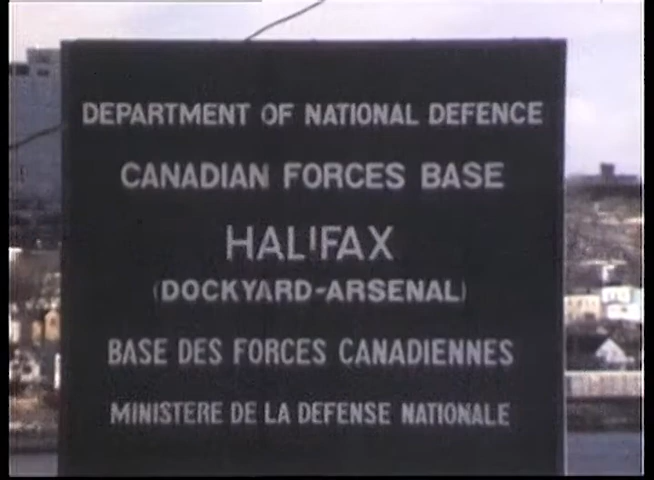 DEPARTMENT OF NATIONAL DEFENCE
CANADIAN FORCES BASE
HALIFAX
(DOCKYARD-ARSENAL)
BASE DES FORCES CANADIENNES
MINISTERE DE LA DEFENSE NATIONALE